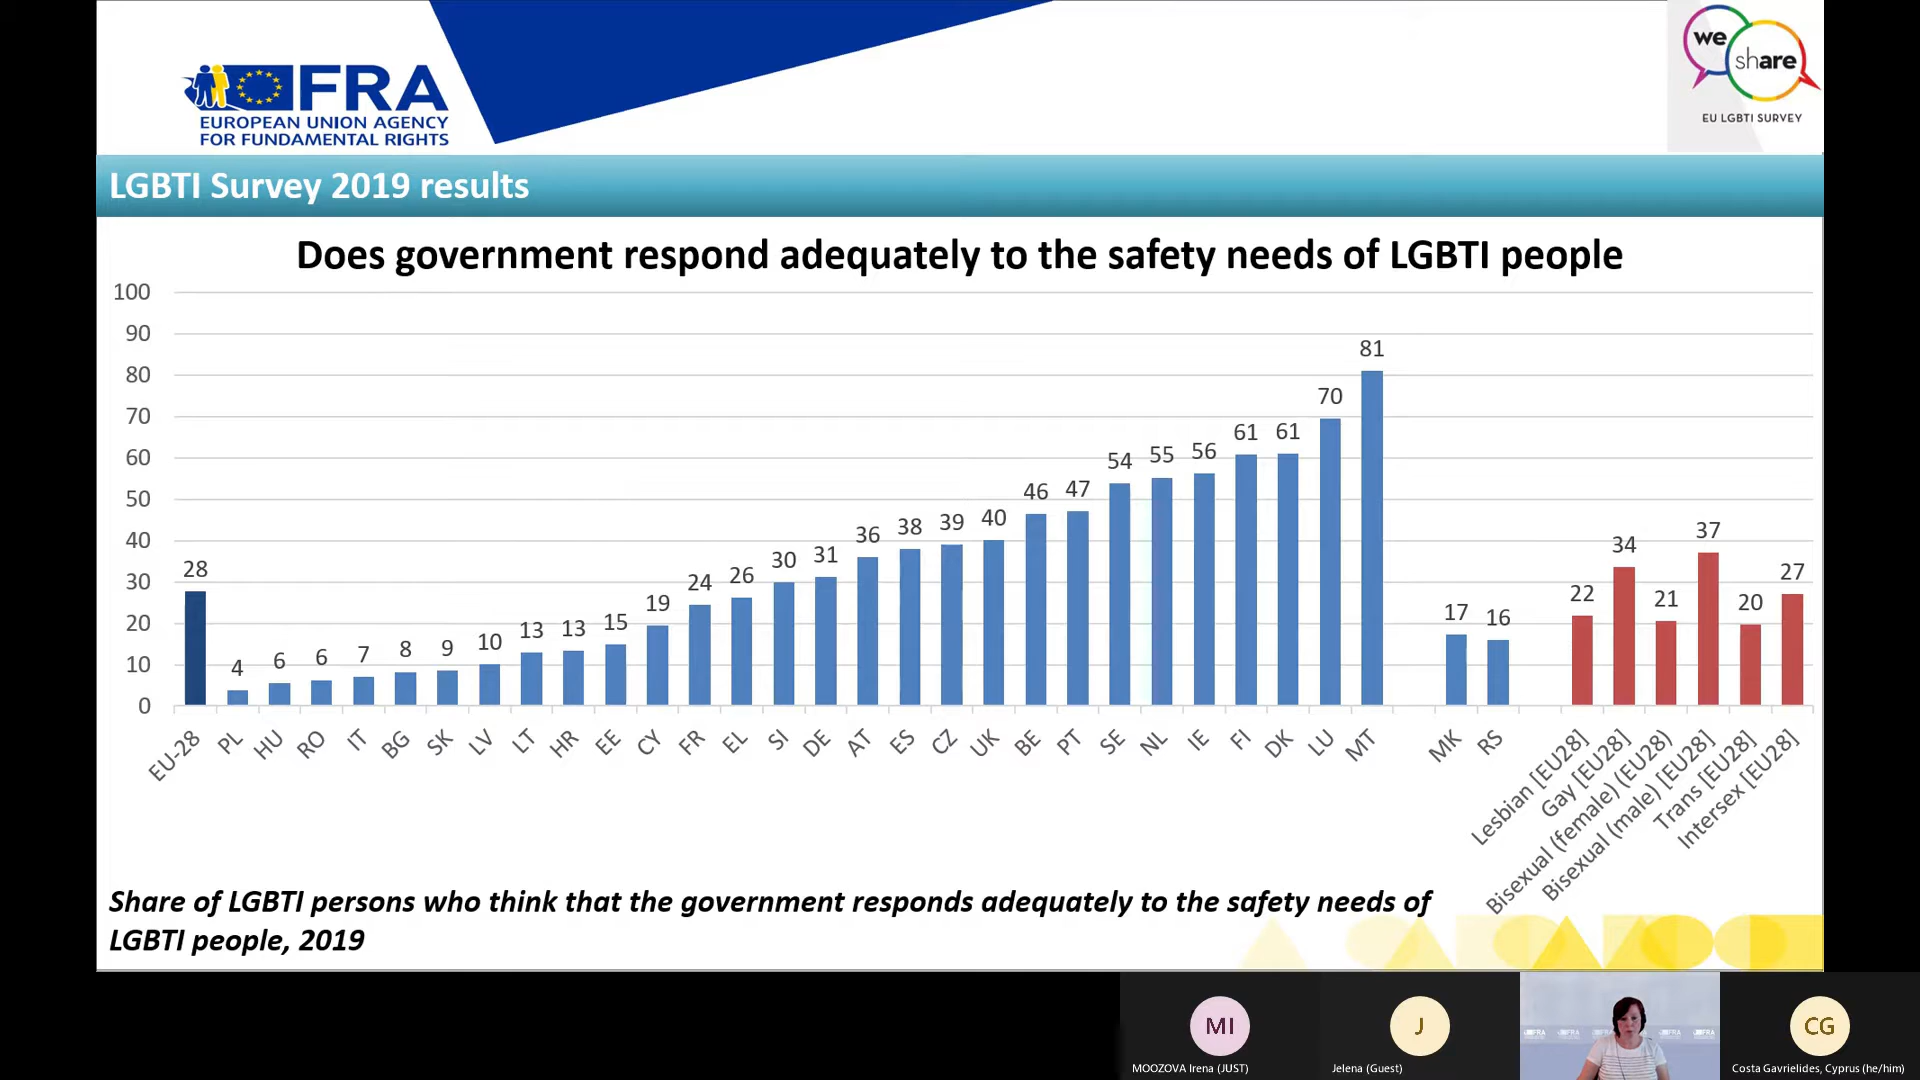 FRA
EUROPEAN UNION AGENCY
FOR FUNDAMENTAL RIGHTS
we
share
EU LGBTI SURVEY
LGBTI Survey 2019 results
Does government respond adequately to the safety needs of LGBTI people
100
90
80
70
60
50
40
30
20
10
0
28
4
6
6
7
8
9
10
13
13
15
19
24
26
30
31
36
38
39
40
46
47
54
55
56
61
61
70
81
17
16
22
34
21
37
20
27
EU-28
PL
HU
RO
IT
BG
SK
LV
LT
HR
EE
CY
FR
EL
SI
DE
AT
ES
CZ
UK
BE
PT
SE
NL
IE
FI
DK
LU
MT
MK
RS
Lesbian [EU28]
Gay [EU28]
Bisexual (female) (EU28)
Bisexual (male) [EU28]
Trans [EU28]
Intersex [EU28]
Share of LGBTI persons who think that the government responds adequately to the safety needs of
LGBTI people, 2019
MI
J
CG
MOOZOVA Irena (JUST)
Jelena (Guest)
Costa Gavrielides, Cyprus (he/him)